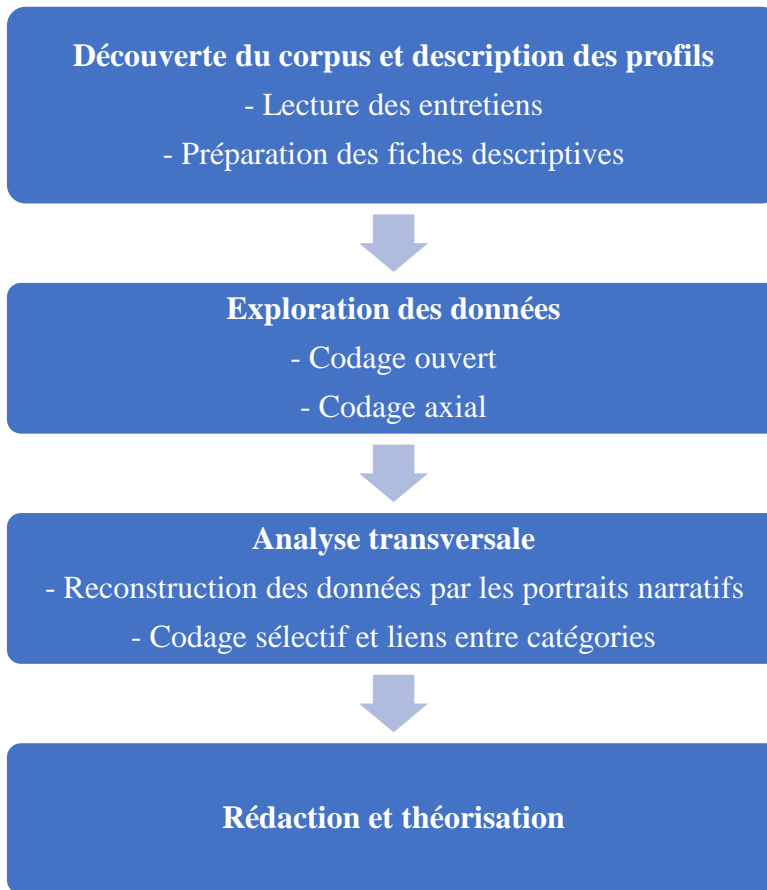 Découverte du corpus et description des profils
- Lecture des entretiens
- Préparation des fiches descriptives
Exploration des données
- Codage ouvert
- Codage axial
Analyse transversale
- Reconstruction des données par les portraits narratifs
- Codage sélectif et liens entre catégories
Rédaction et théorisation